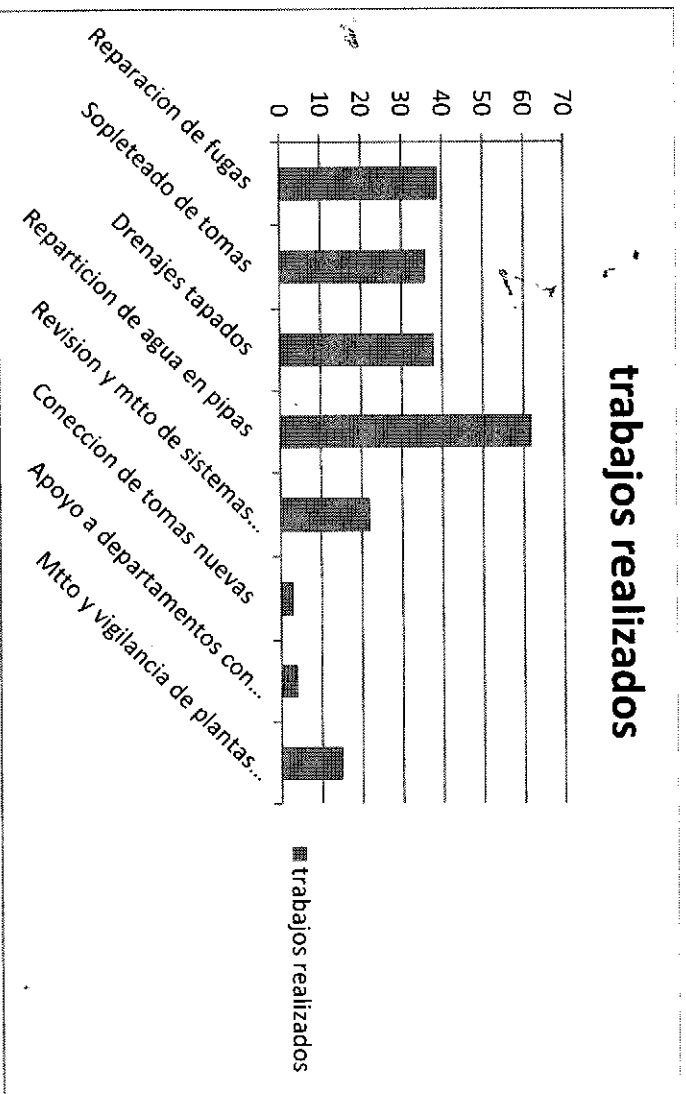 trabajos realizados
70
60
50
40
30
20
10
0
Reparacion de fugas
Sopleteado de tomas
Drenajes tapados
Reparticion de agua en pipas
Revision y mtto de sistemas...
Coneccion de tomas nuevas
Apoyo a departamentos con...
Mtto y vigilancia de plantas...
trabajos realizados